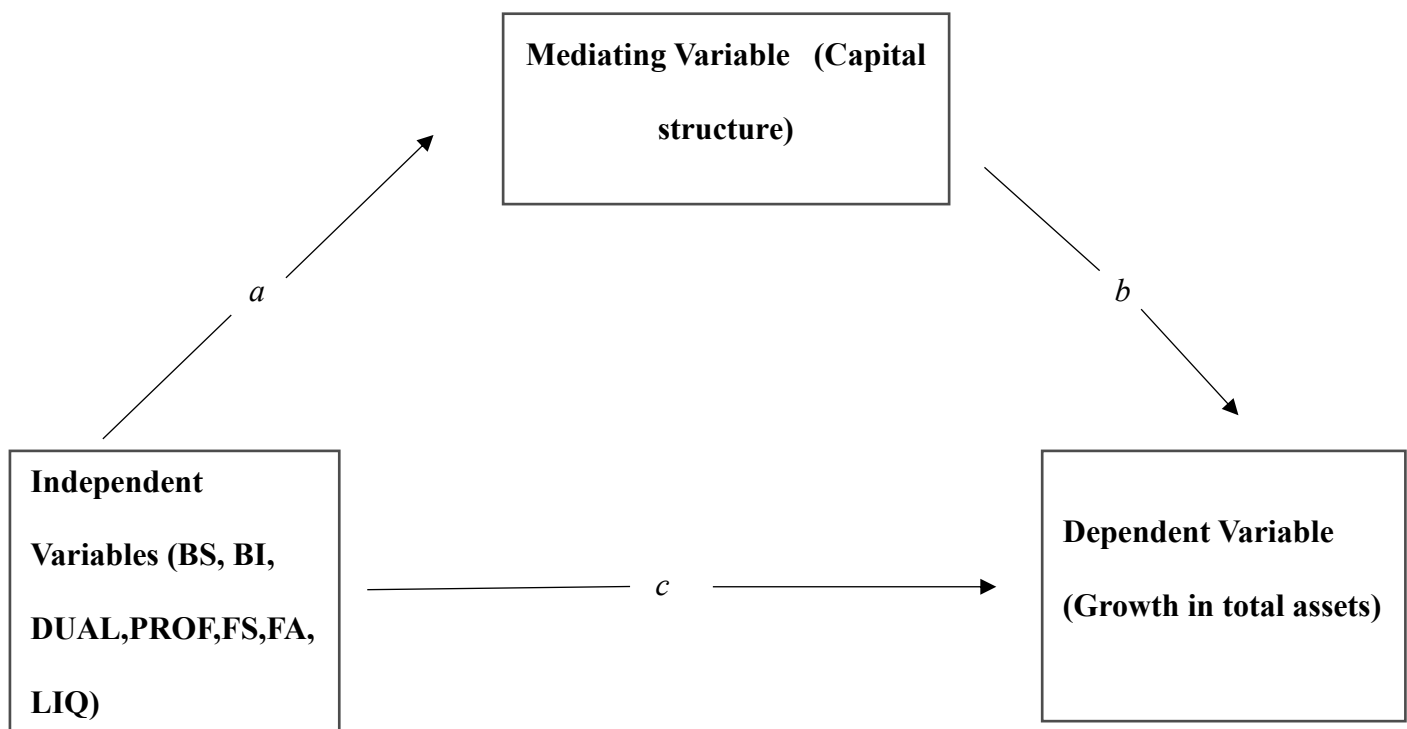 Mediating Variable (Capital
structure)
a
b
Independent
Variables (BS, BI,
DUAL,PROF,FS,FA,
LIQ)
c
Dependent Variable
(Growth in total assets)